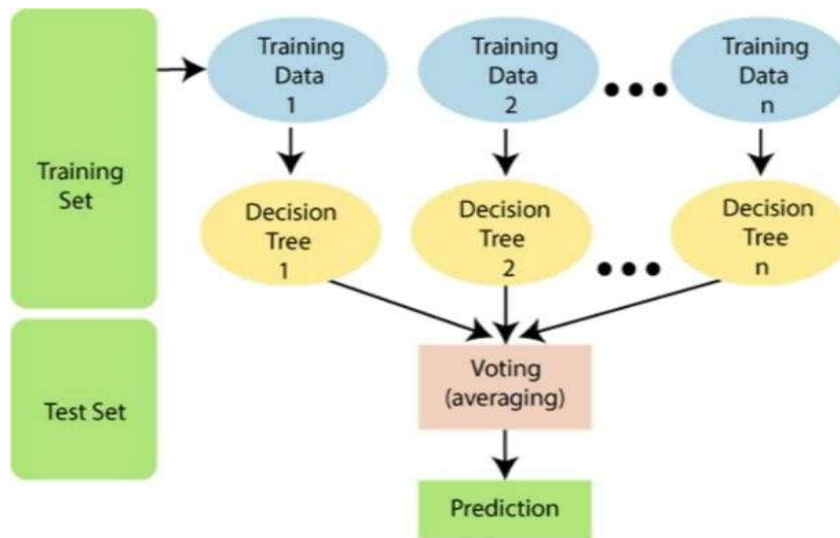 Training
Set
Training
Data
1
Training
Data
2
Training
Data
n
Decision
Tree
1
Decision
Tree
2
Decision
Tree
n
Test Set
Voting
(averaging)
Prediction